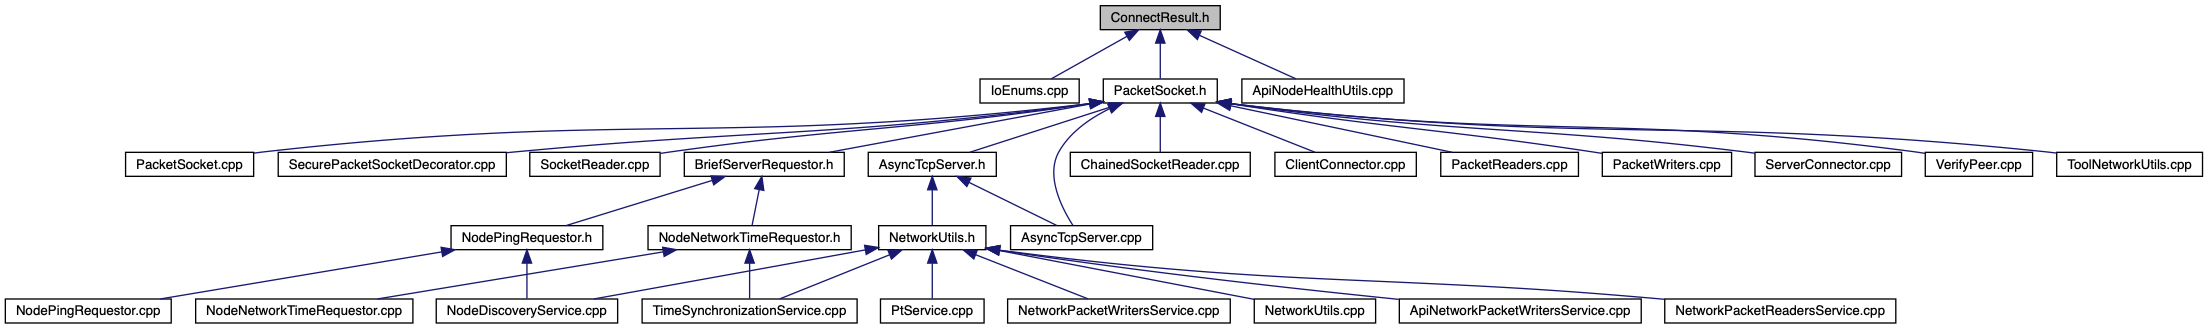 ConnectResult.h
IoEnums.cpp
PacketSocket.h
ApiNodeHealthUtils.cpp
PacketSocket.cpp
SecurePacketSocketDecorator.cpp
SocketReader.cpp
BriefServerRequestor.h
AsyncTcpServer.h
ChainedSocketReader.cpp
ClientConnector.cpp
PacketReaders.cpp
PacketWriters.cpp
ServerConnector.cpp
VerifyPeer.cpp
ToolNetworkUtils.cpp
NodePingRequestor.h
NodeNetworkTimeRequestor.h
NetworkUtils.h
AsyncTcpServer.cpp
NodePingRequestor.cpp
NodeNetworkTimeRequestor.cpp
NodeDiscoveryService.cpp
TimeSynchronizationService.cpp
PtService.cpp
NetworkPacketWritersService.cpp
NetworkUtils.cpp
ApiNetworkPacketWritersService.cpp
NetworkPacketReadersService.cpp